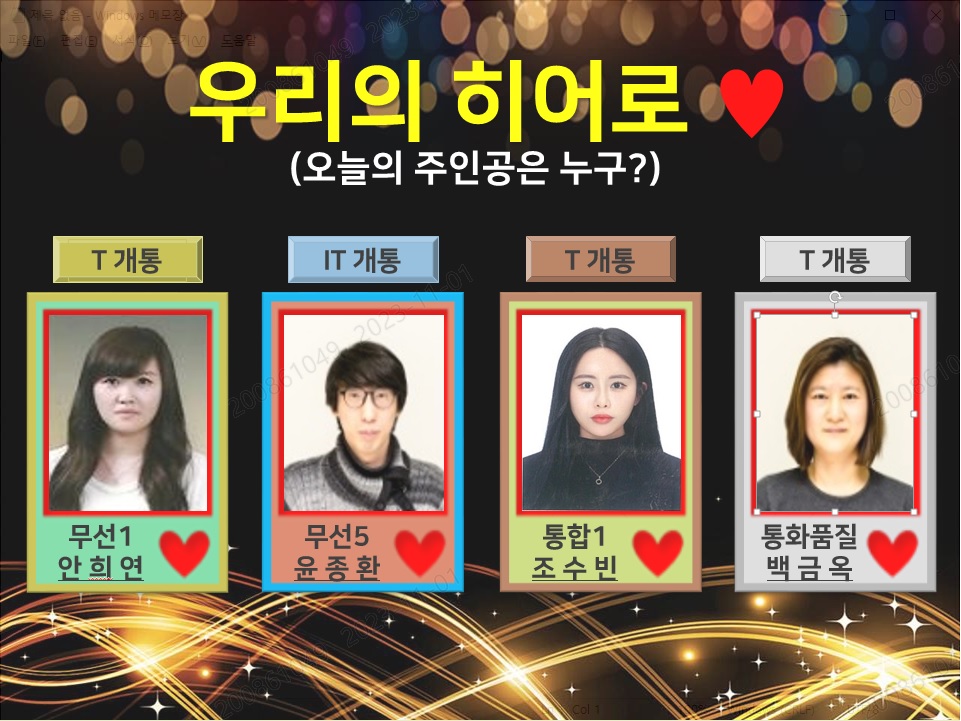 우리의 히어로
(오늘의 주인공은 누구?)
T 개통
IT 개통
T 개통
T 개통
무선1
안 희 연
무선5
윤 종 환
통합1
조 수 빈
통화품질
백 금 옥